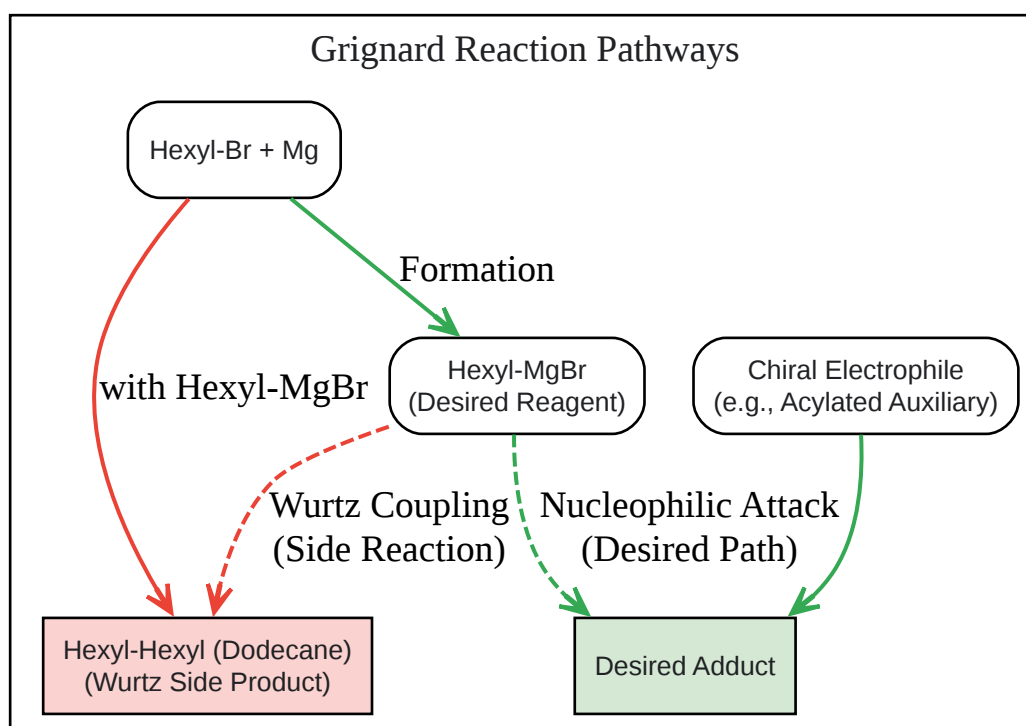 Grignard Reaction Pathways
Hexyl-Br + Mg
Formation
with Hexyl-MgBr
Hexyl-MgBr
(Desired Reagent)
Chiral Electrophile
(e.g., Acylated Auxiliary)
Wurtz Coupling
(Side Reaction)
Nucleophilic Attack
(Desired Path)
Hexyl-Hexyl (Dodecane)
(Wurtz Side Product)
Desired Adduct